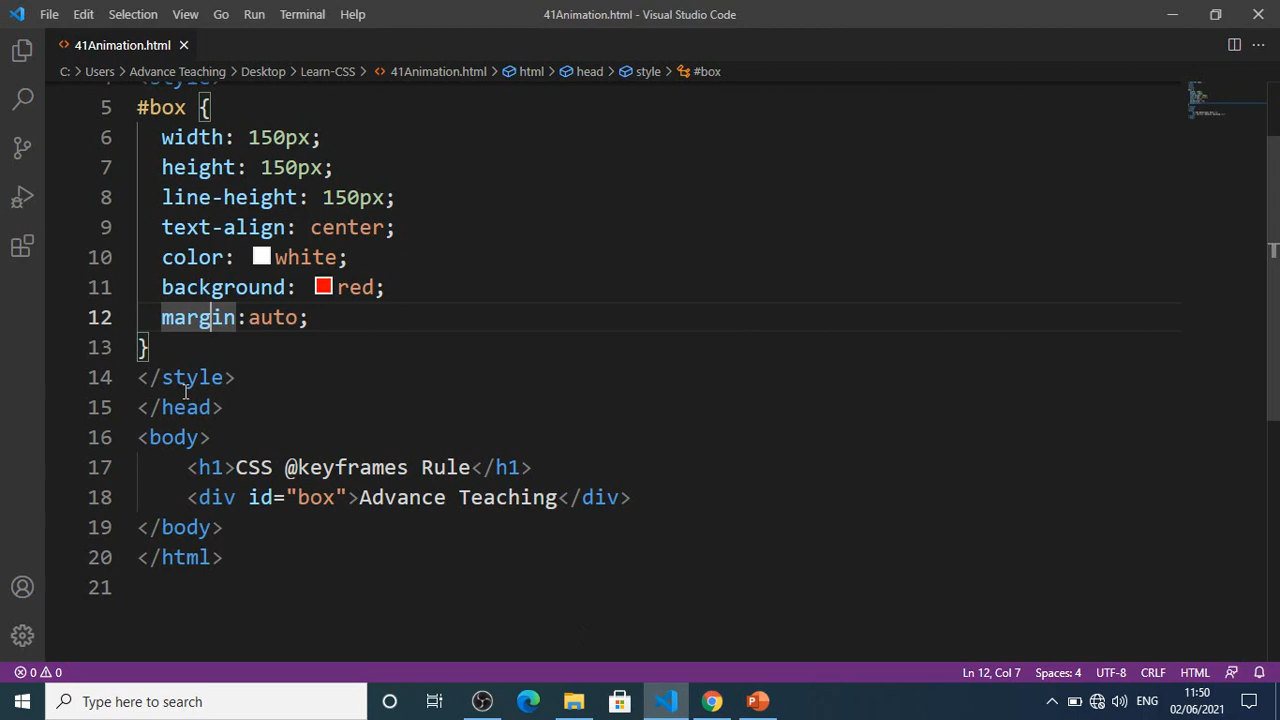 File Edit Selection View Go Run Terminal Help 41Animation.html - Visual Studio Code
41Animation.html
C: > Users > Advance Teaching > Desktop > Learn-CSS > 41Animation.html > html > head > style > #box
4 <style>
5 #box {
6 width: 150px;
7 height: 150px;
8 line-height: 150px;
9 text-align: center;
10 color: white;
11 background: red;
12 margin:auto;
13 }
14 </style>
15 </head>
16 <body>
17 <h1>CSS @keyframes Rule</h1>
18 <div id="box">Advance Teaching</div>
19 </body>
20 </html>
21
0 0 Ln 12, Col 7 Spaces: 4 UTF-8 CRLF HTML
Type here to search ENG 11:50
02/06/2021